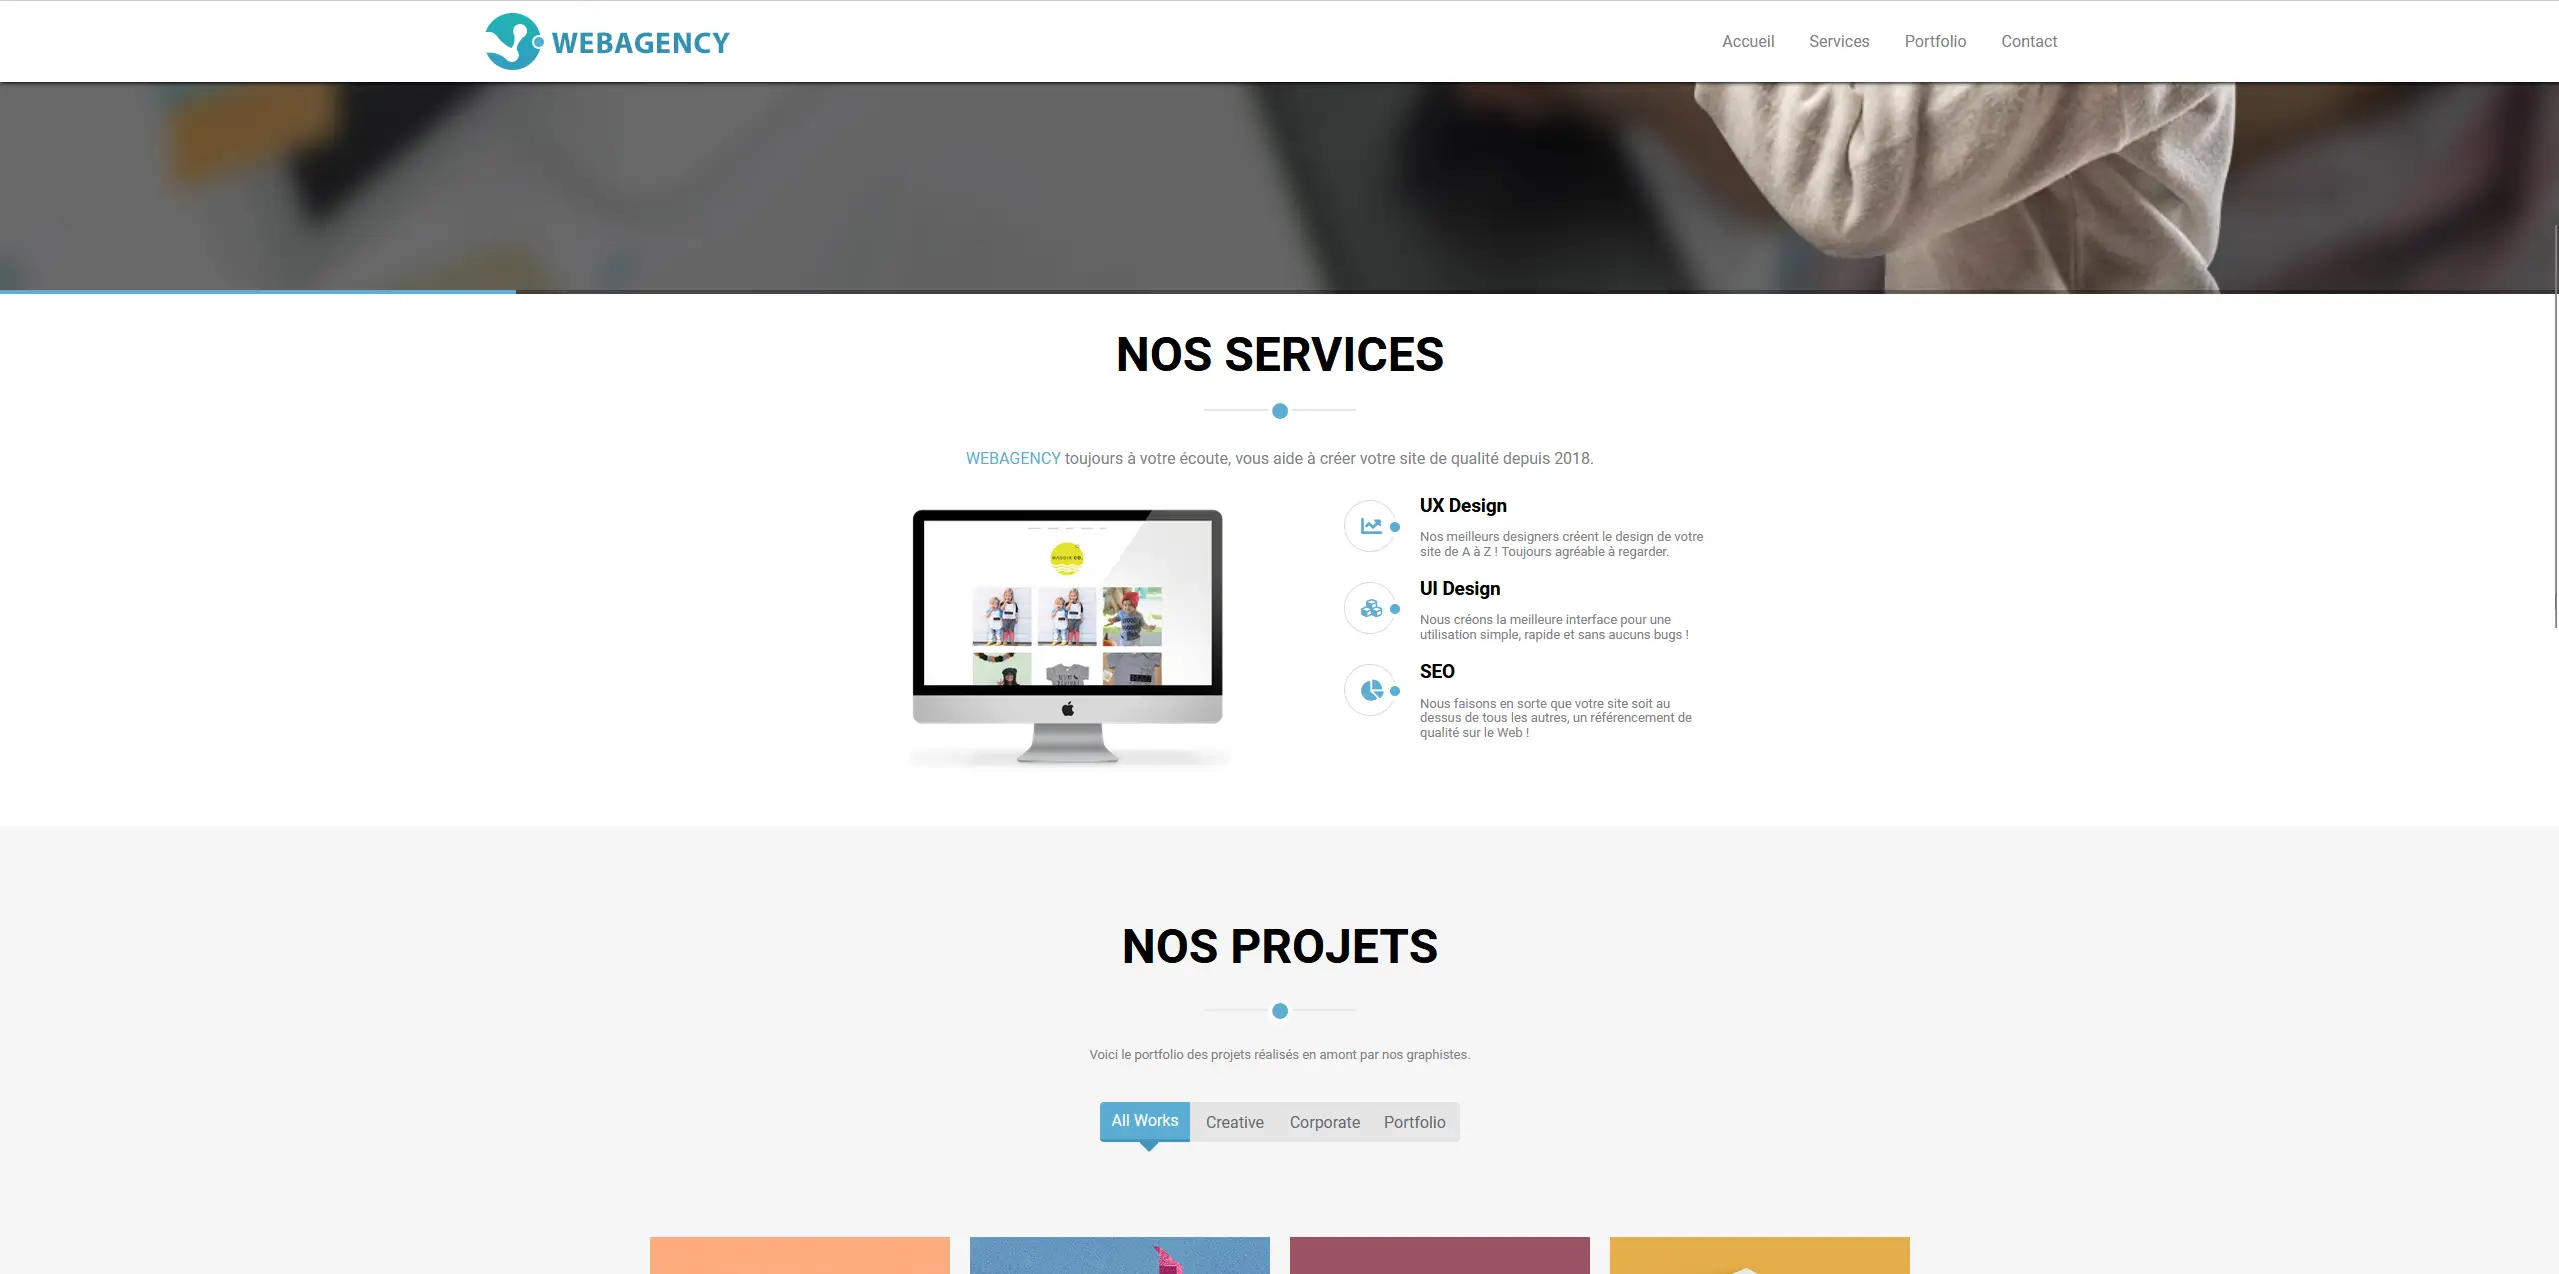 WEBAGENCY
Accueil Services Portfolio Contact
NOS SERVICES
WEBAGENCY toujours à votre écoute, vous aide à créer votre site de qualité depuis 2018.
UX Design
Nos meilleurs designers créent le design de votre
site de A à Z ! Toujours agréable à regarder.
UI Design
Nous créons la meilleure interface pour une
utilisation simple, rapide et sans aucuns bugs !
SEO
Nous faisons en sorte que votre site soit au
dessus de tous les autres, un référencement de
qualité sur le Web !
NOS PROJETS
Voici le portfolio des projets réalisés en amont par nos graphistes.
All Works Creative Corporate Portfolio